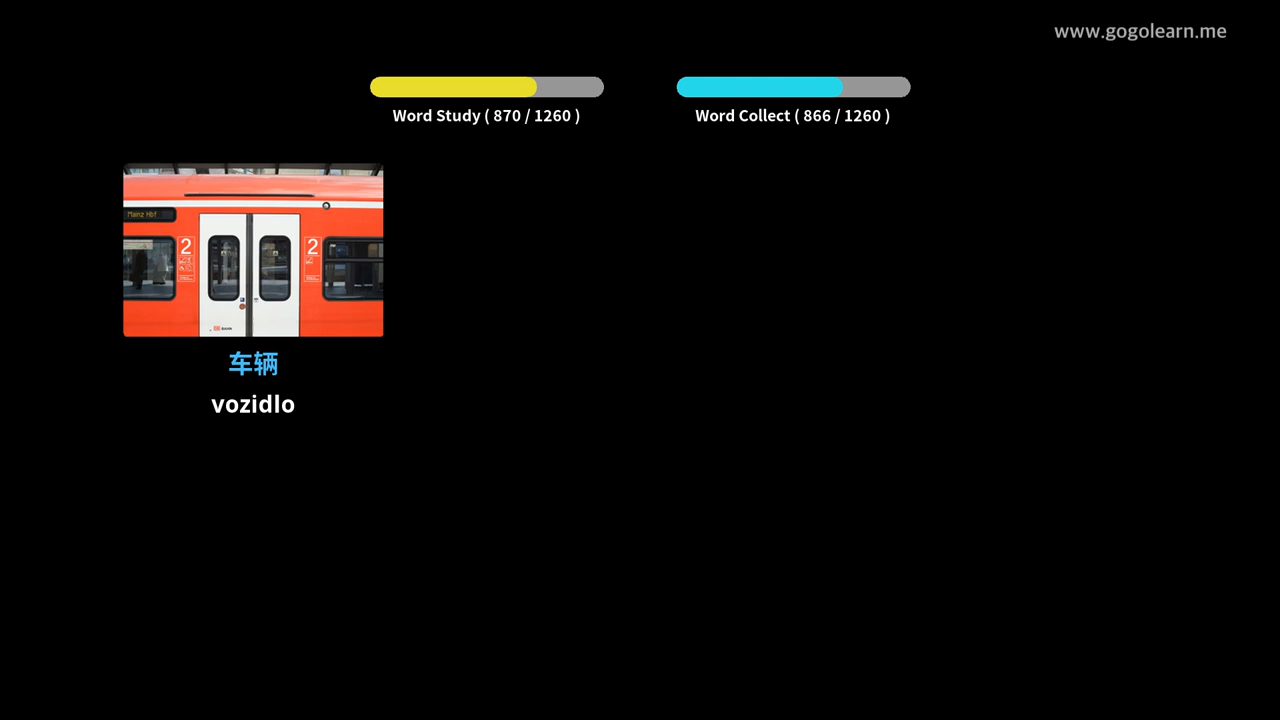 www.gogolearn.me
Word Study ( 870 / 1260 )
Word Collect ( 866 / 1260 )
Mainz Hbf
2
2
车辆
vozidlo